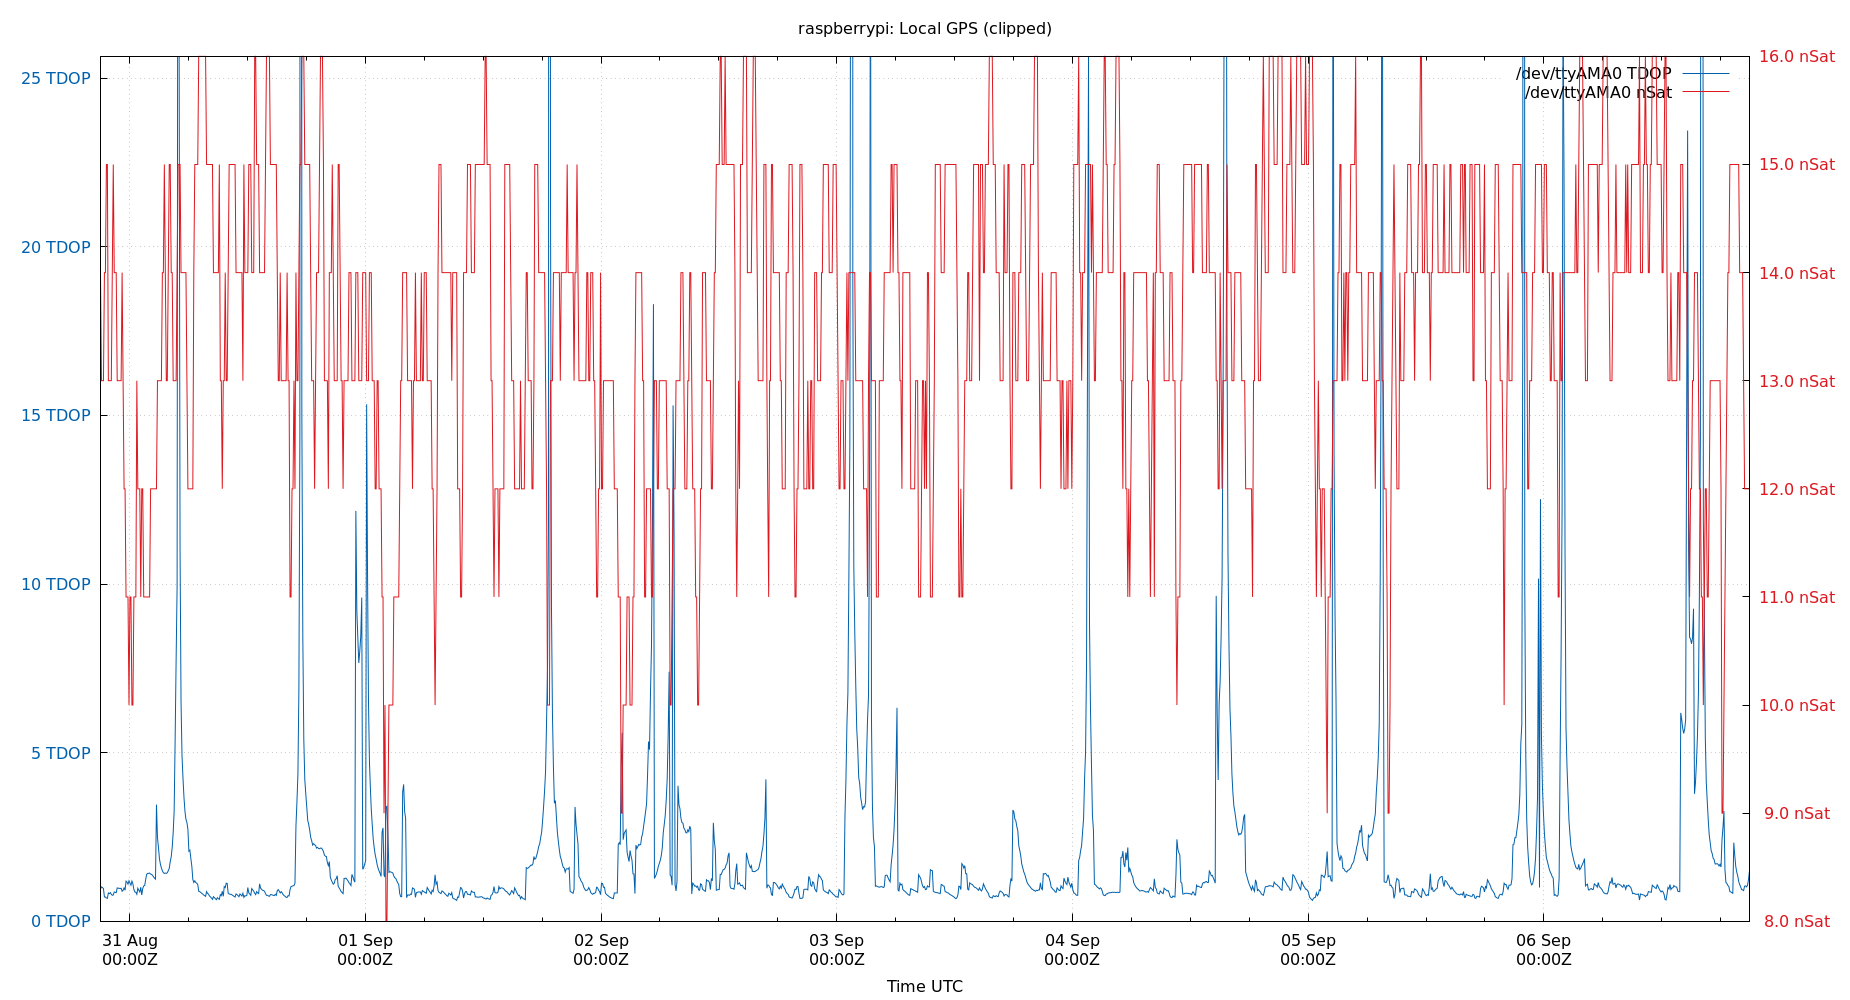 raspberrypi: Local GPS (clipped)
25 TDOP
20 TDOP
15 TDOP
10 TDOP
5 TDOP
0 TDOP
16.0 nSat
15.0 nSat
14.0 nSat
13.0 nSat
12.0 nSat
11.0 nSat
10.0 nSat
9.0 nSat
8.0 nSat
/dev/ttyAMA0 TDOP
/dev/ttyAMA0 nSat
31 Aug
00:00Z
01 Sep
00:00Z
02 Sep
00:00Z
03 Sep
00:00Z
04 Sep
00:00Z
05 Sep
00:00Z
06 Sep
00:00Z
Time UTC